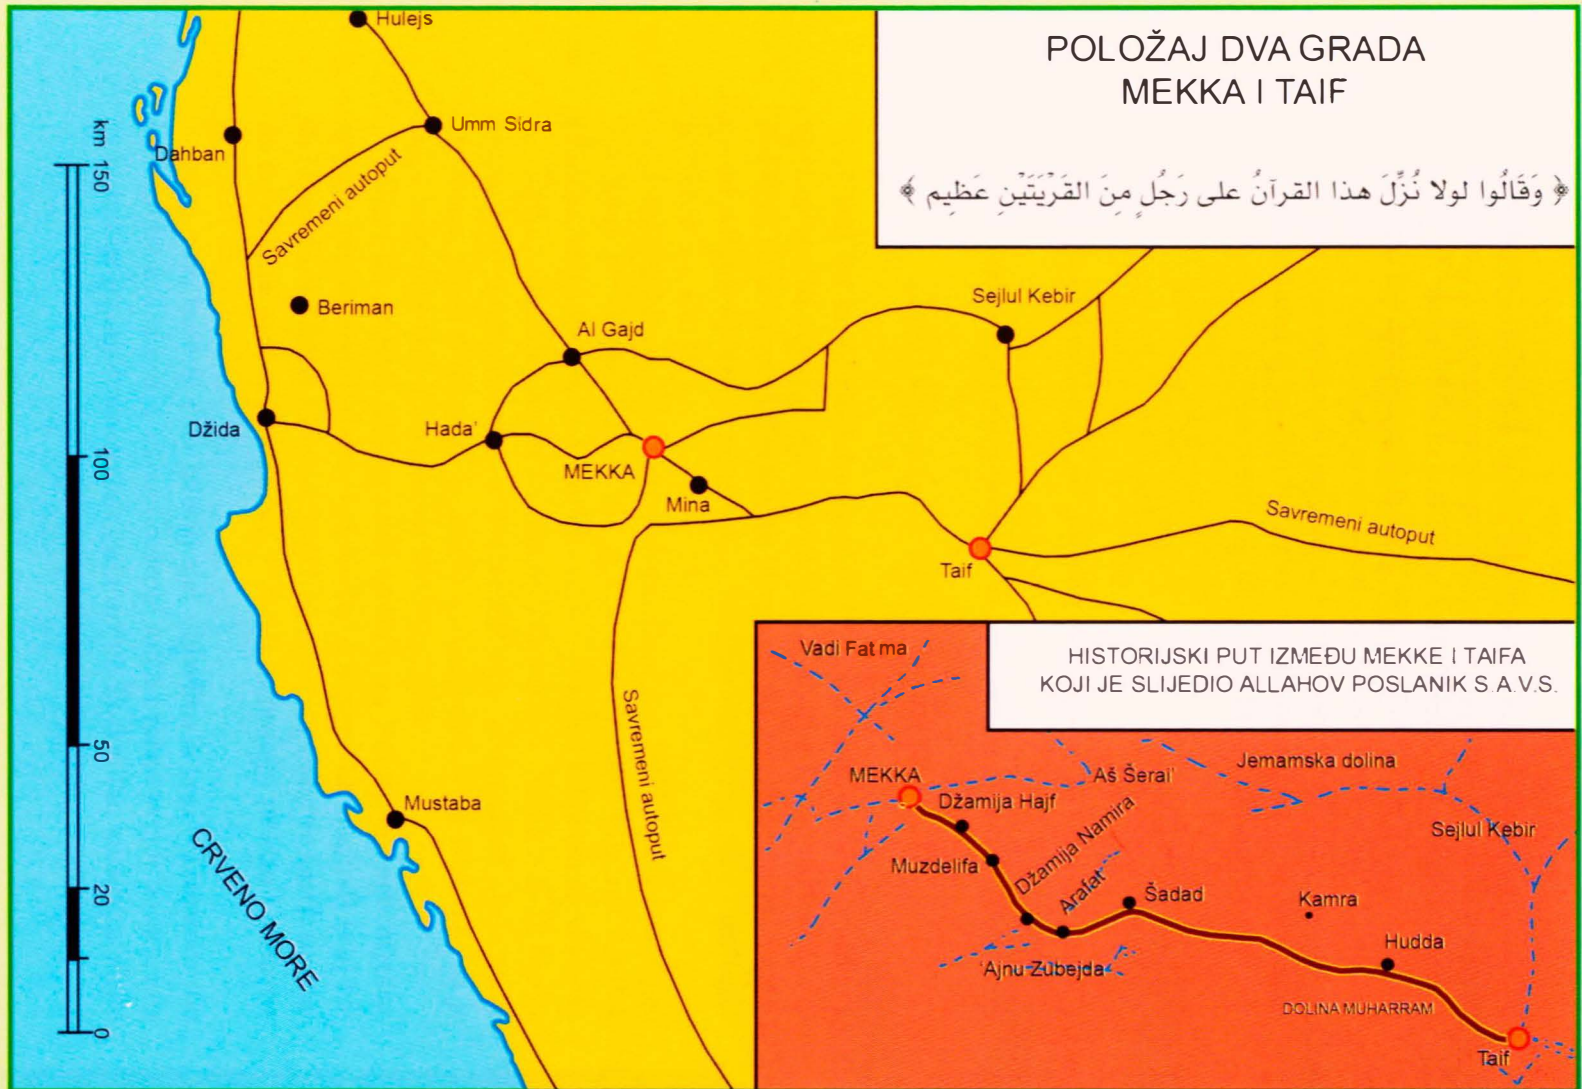 POLOŽAJ DVA GRADA
MEKKA I TAIF
﴿ وَقَالُوا لولا نُزِّلَ هذا القرآنُ على رَجُلٍ مِنَ القَرْيَتَيْنِ عَظِيم ﴾
Hulejs
Umm Sidra
Dahban
km
150
Savremeni autoput
Beriman
Sejlul Kebir
Al Gajd
Džida
Hada'
MEKKA
100
Mina
Savremeni autoput
Taif
Savremeni autoput
50
Mustaba
CRVENO MORE
20
0
HISTORIJSKI PUT IZMEĐU MEKKE I TAIFA
KOJI JE SLIJEDIO ALLAHOV POSLANIK S.A.V.S.
Vadi Fatma
Jemamska dolina
MEKKA
Aš Šerai'
Džamija Hajf
Džamija Namira
Sejlul Kebir
Muzdelifa
Arafat
Šadad
Kamra
Hudda
'Ajnu Zubejda
DOLINA MUHARRAM
Taif